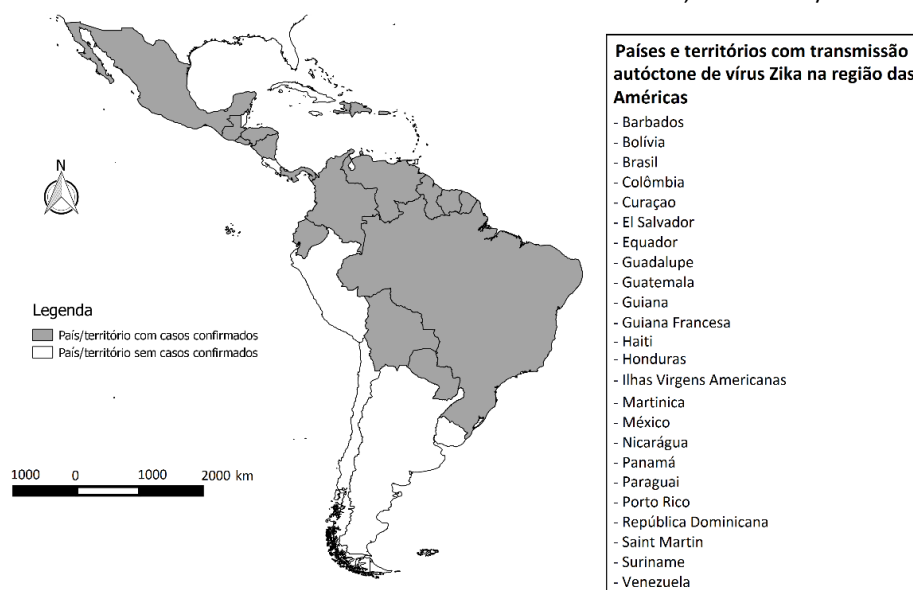 Países e territórios com transmissão
autóctone de vírus Zika na região das
Américas
- Barbados
- Bolívia
- Brasil
- Colômbia
- Curaçao
- El Salvador
- Equador
- Guadalupe
- Guatemala
- Guiana
- Guiana Francesa
- Haiti
- Honduras
- Ilhas Virgens Americanas
- Martinica
- México
- Nicarágua
- Panamá
- Paraguai
- Porto Rico
- República Dominicana
- Saint Martin
- Suriname
- Venezuela
N
Legenda
País/território com casos confirmados
País/território sem casos confirmados
1000 0 1000 2000 km